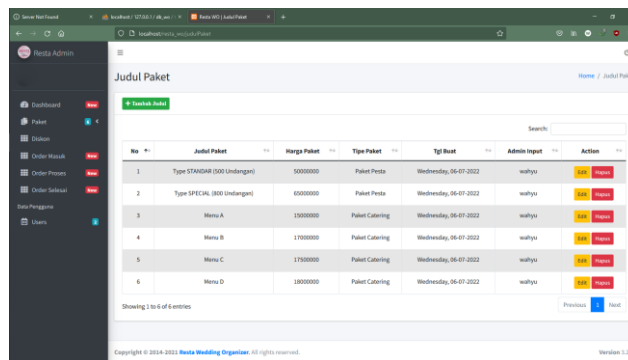 Server Not Found
localhost / 127.0.0.1 / db_wo /
Resta WO | Judul Paket
localhost/resta_wo/judulPaket
Resta Admin
Judul Paket
Home / Judul Pak
Dashboard New
Paket
Diskon
Order Masuk New
Order Proses New
Order Selesai New
Data Pengguna
Users
+ Tambah Judul
Search:
No Judul Paket Harga Paket Tipe Paket Tgl Buat Admin Input Action
1 Type STANDAR (500 Undangan) 50000000 Paket Pesta Wednesday, 06-07-2022 wahyu Edit Hapus
2 Type SPECIAL (800 Undangan) 65000000 Paket Pesta Wednesday, 06-07-2022 wahyu Edit Hapus
3 Menu A 15000000 Paket Catering Wednesday, 06-07-2022 wahyu Edit Hapus
4 Menu B 17000000 Paket Catering Wednesday, 06-07-2022 wahyu Edit Hapus
5 Menu C 17500000 Paket Catering Wednesday, 06-07-2022 wahyu Edit Hapus
6 Menu D 18000000 Paket Catering Wednesday, 06-07-2022 wahyu Edit Hapus
Showing 1 to 6 of 6 entries
Previous 1 Next
Copyright © 2014-2021 Resta Wedding Organizer. All rights reserved.
Version 1.